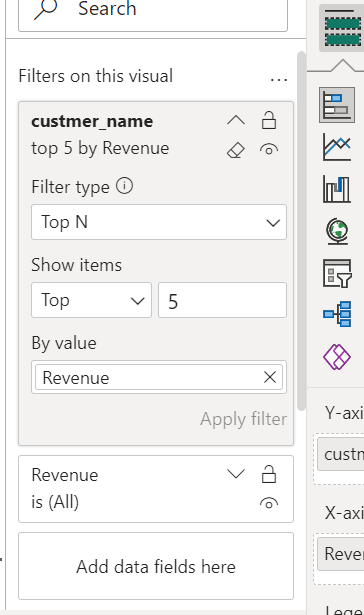 Search
Filters on this visual
...
custmer_name
top 5 by Revenue
Filter type
Top N
Show items
Top
5
By value
Revenue
Apply filter
Revenue
is (All)
Add data fields here
Y-axi
custn
X-axi
Reve
Lege